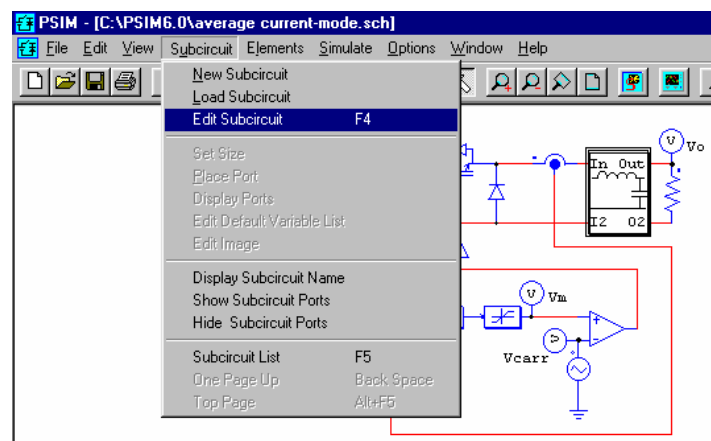 PSIM - [C:\PSIM6.0\average current-mode.sch]
File Edit View Subcircuit Elements Simulate Options Window Help
New Subcircuit
Load Subcircuit
Edit Subcircuit F4
Set Size
Place Port
Display Ports
Edit Default Variable List
Edit Image
Display Subcircuit Name
Show Subcircuit Ports
Hide Subcircuit Ports
Subcircuit List F5
One Page Up Back Space
Top Page Alt+F5
V Vo
In Out
I2 O2
V Vm
V
Vcarr